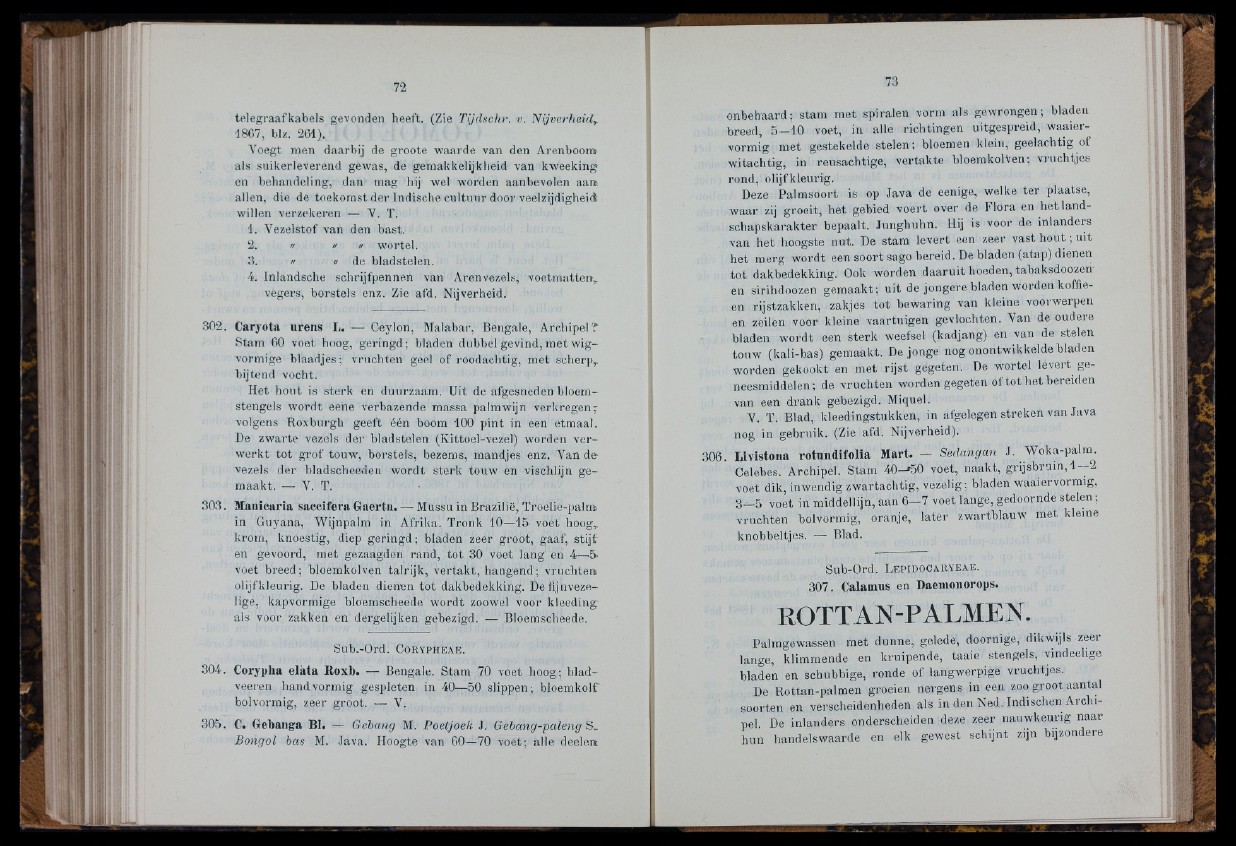 72
telegraafkabels gevonden heeft. (Zie Tijdschr. v. Nijverheid,
1867, blz. 261).
Voegt men daarbij de groote waarde van den Arenboom
als suikerleverend gewas, de gemakkelijkheid van kweeking
en behandeling, dan mag hij wel worden aanbevolen aan
allen, die de toekomst der Indische cultuur door veelzijdigheid
willen verzekeren — V. T.
1. Vezelstof van den bast.
2. " " " wortel.
3. " " de bladstelen.
4. Inlandsche schrijfpennen van Arenvezels, voetmatten,
vegers, borstels enz. Zie afd. Nijverheid.
302. Caryota urens L. — Ceylon, Malabar, Bengale, Archipel?
Stam 60 voet hoog, geringd; bladen dubbel gevind, met wig-
vormige blaadjes; vruchten geel of roodachtig, met scherp,
bijtend vocht.
Het hout is sterk en duurzaam. Uit de afgesneden bloem-
stengels wordt eene verbazende massa palmwijn verkregen;
volgens Roxburgh geeft één boom 100 pint in een etmaal.
De zwarte vezels der bladstelen (Kittoel-vezel) worden ver-
werkt tot grof touw, borstels, bezems, mandjes enz. Van de
vezels der bladscheeden wordt sterk touw en vischlijn ge-
maakt. — V. T.
303. Manicaria saccifera Gaertn. — Mussu in Brazilië, Troelie-palm
in Guyana, Wijnpalm in Afrika. Tronk 10—15 voet hoog,
krom, knoestig, diep geringd; bladen zeer groot, gaaf, stijf
en gevoord, met gezaagden rand, tot 30 voet lang en 4—5
voet breed; bloemkolven talrijk, vertakt, hangend; vruchten
olijfkleurig. De bladen dienen tot dakbedekking. De fijnveze-
lige, kapvormige bloemscheede wordt zoowel voor kleeding
als voor zakken en dergelijken gebezigd. — Bloemscheede.
Sub.-Ord. CORYPHEAE.
304. Corypha elata Roxb. — Bengale. Stam 70 voet hoog; blad-
veeren handvormig gespleten in 40—50 slippen; bloemkolf
bolvormig, zeer groot. — V.
305. C. Gebanga Bl. — Gebang M. Poetjoek J. Gebang-paleng S.
Bongol bas M. Java. Hoogte van 60—70 voet; alle deelen
73
onbehaard; stam met spiralen vorm als gewrongen; bladen
breed, 5—10 voet, in alle richtingen uitgespreid, waaier-
vormig met gestekelde stelen; bloemen klein, geelachtig of
witachtig, in reusachtige, vertakte bloemkolven; vruchtjes
rond, olijfkleurig.
Deze Palmsoort is op Java de eenige, welke ter plaatse,
waar zij groeit, het gebied voert over de Flora en het land-
schapskarakter bepaalt. Junghuhn. Hij is voor de inlanders
van het hoogste nut. De stam levert een zeer vast hout; uit
het merg wordt een soort sago bereid. De bladen (atap) dienen
tot dakbedekking. Ook worden daaruit hoeden, tabaksdoozen
en sirihdoozen gemaakt; uit de jongere bladen worden koffie-
en rijstzakken, zakjes tot bewaring van kleine voorwerpen
en zeilen voor kleine vaartuigen gevlochten. Van de oudere
bladen wordt een sterk weefsel (kadjang) en van de stelen
touw (kali-bas) gemaakt. De jonge nog onontwikkelde bladen
worden gekookt en met rijst gegeten. De wortel levert ge-
neesmiddelen; de vruchten worden gegeten of tot het bereiden
van een drank gebezigd. Miquel.
V. T. Blad, kleedingstukken, in afgelegen streken van Java
nog in gebruik. (Zie afd. Nijverheid).
306. Livistona rotundifolia Mart. — Sedangan J. Woka-palm.
Celebes. Archipel. Stam 40—50 voet, naakt, grijsbruin, 1—2
voet dik, inwendig zwartachtig, vezelig; bladen waaiervormig,
3—5 voet in middellijn, aan 6—7 voet lange, gedoornde stelen;
vruchten bolvormig, oranje, later zwartblauw met kleine
knobbeltjes. — Blad.
Sub-Ord. LEPIDOCARYEAE.
307. Calamus en Daemonorops.
ROTTAN-PALMEN.
Palmgewassen met dunne, gelede, doornige, dikwijls zeer
lange, klimmende en kruipende, taaie stengels, vindeelige
bladen en schubbige, ronde of langwerpige vruchtjes.
De Rottan-palmen groeien nergens in een zoo groot aantal
soorten en verscheidenheden als in den Ned. Indischen Archi-
pel. De inlanders onderscheiden deze zeer nauwkeurig naar
hun handelswaarde en elk gewest schijnt zijn bijzondere